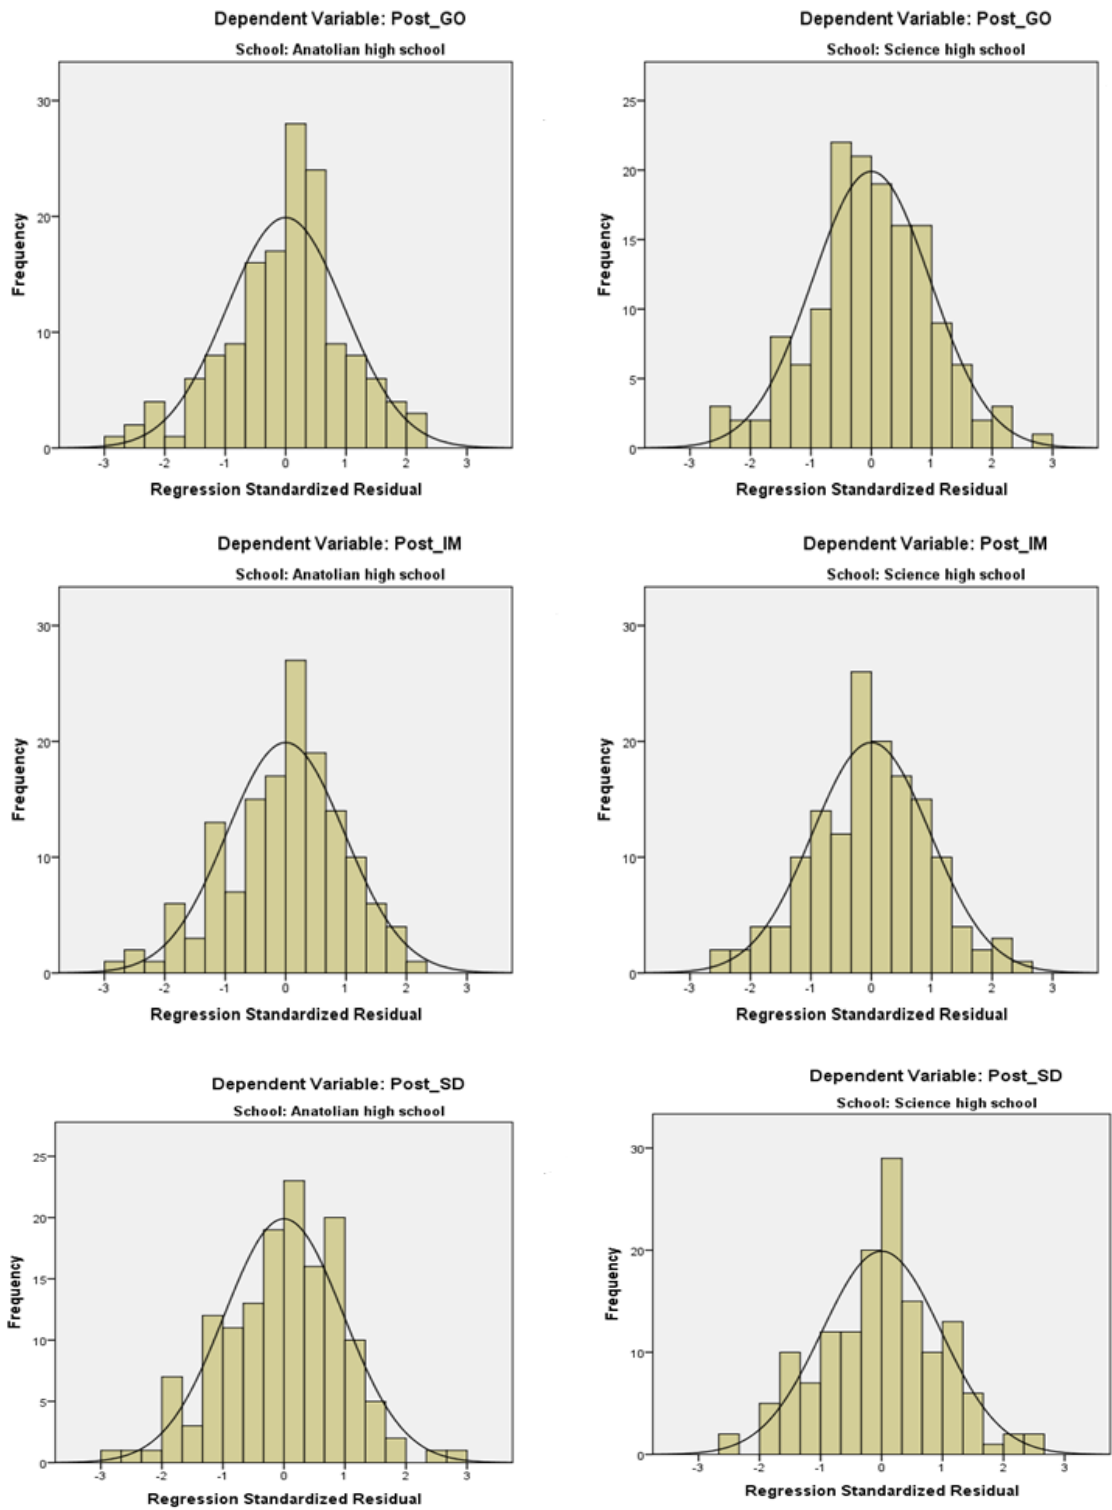 Dependent Variable: Post_GO
School: Anatolian high school
30
20
10
0
Frequency
-3 -2 -1 0 1 2 3
Regression Standardized Residual
Dependent Variable: Post_GO
School: Science high school
25
20
15
10
5
0
Frequency
-3 -2 -1 0 1 2 3
Regression Standardized Residual
Dependent Variable: Post_IM
School: Anatolian high school
30
20
10
0
Frequency
-3 -2 -1 0 1 2 3
Regression Standardized Residual
Dependent Variable: Post_IM
School: Science high school
30
20
10
0
Frequency
-3 -2 -1 0 1 2 3
Regression Standardized Residual
Dependent Variable: Post_SD
School: Anatolian high school
25
20
15
10
5
0
Frequency
-3 -2 -1 0 1 2 3
Regression Standardized Residual
Dependent Variable: Post_SD
School: Science high school
30
20
10
0
Frequency
-3 -2 -1 0 1 2 3
Regression Standardized Residual